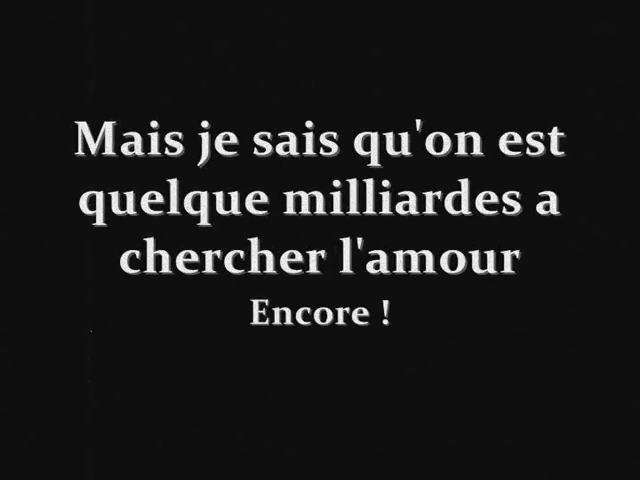 Mais je sais qu'on est
quelque milliardes a
chercher l'amour
Encore !